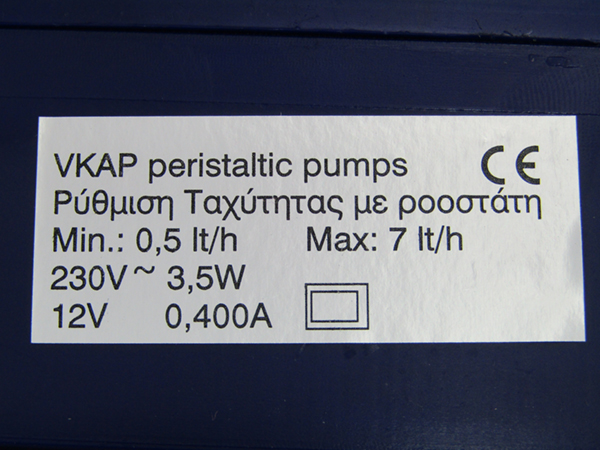 VKAP peristaltic pumps CE
Ρύθμιση Ταχύτητας με ροοστάτη
Min.: 0,5 lt/h Max: 7 lt/h
230V ~ 3,5W
12V 0,400A